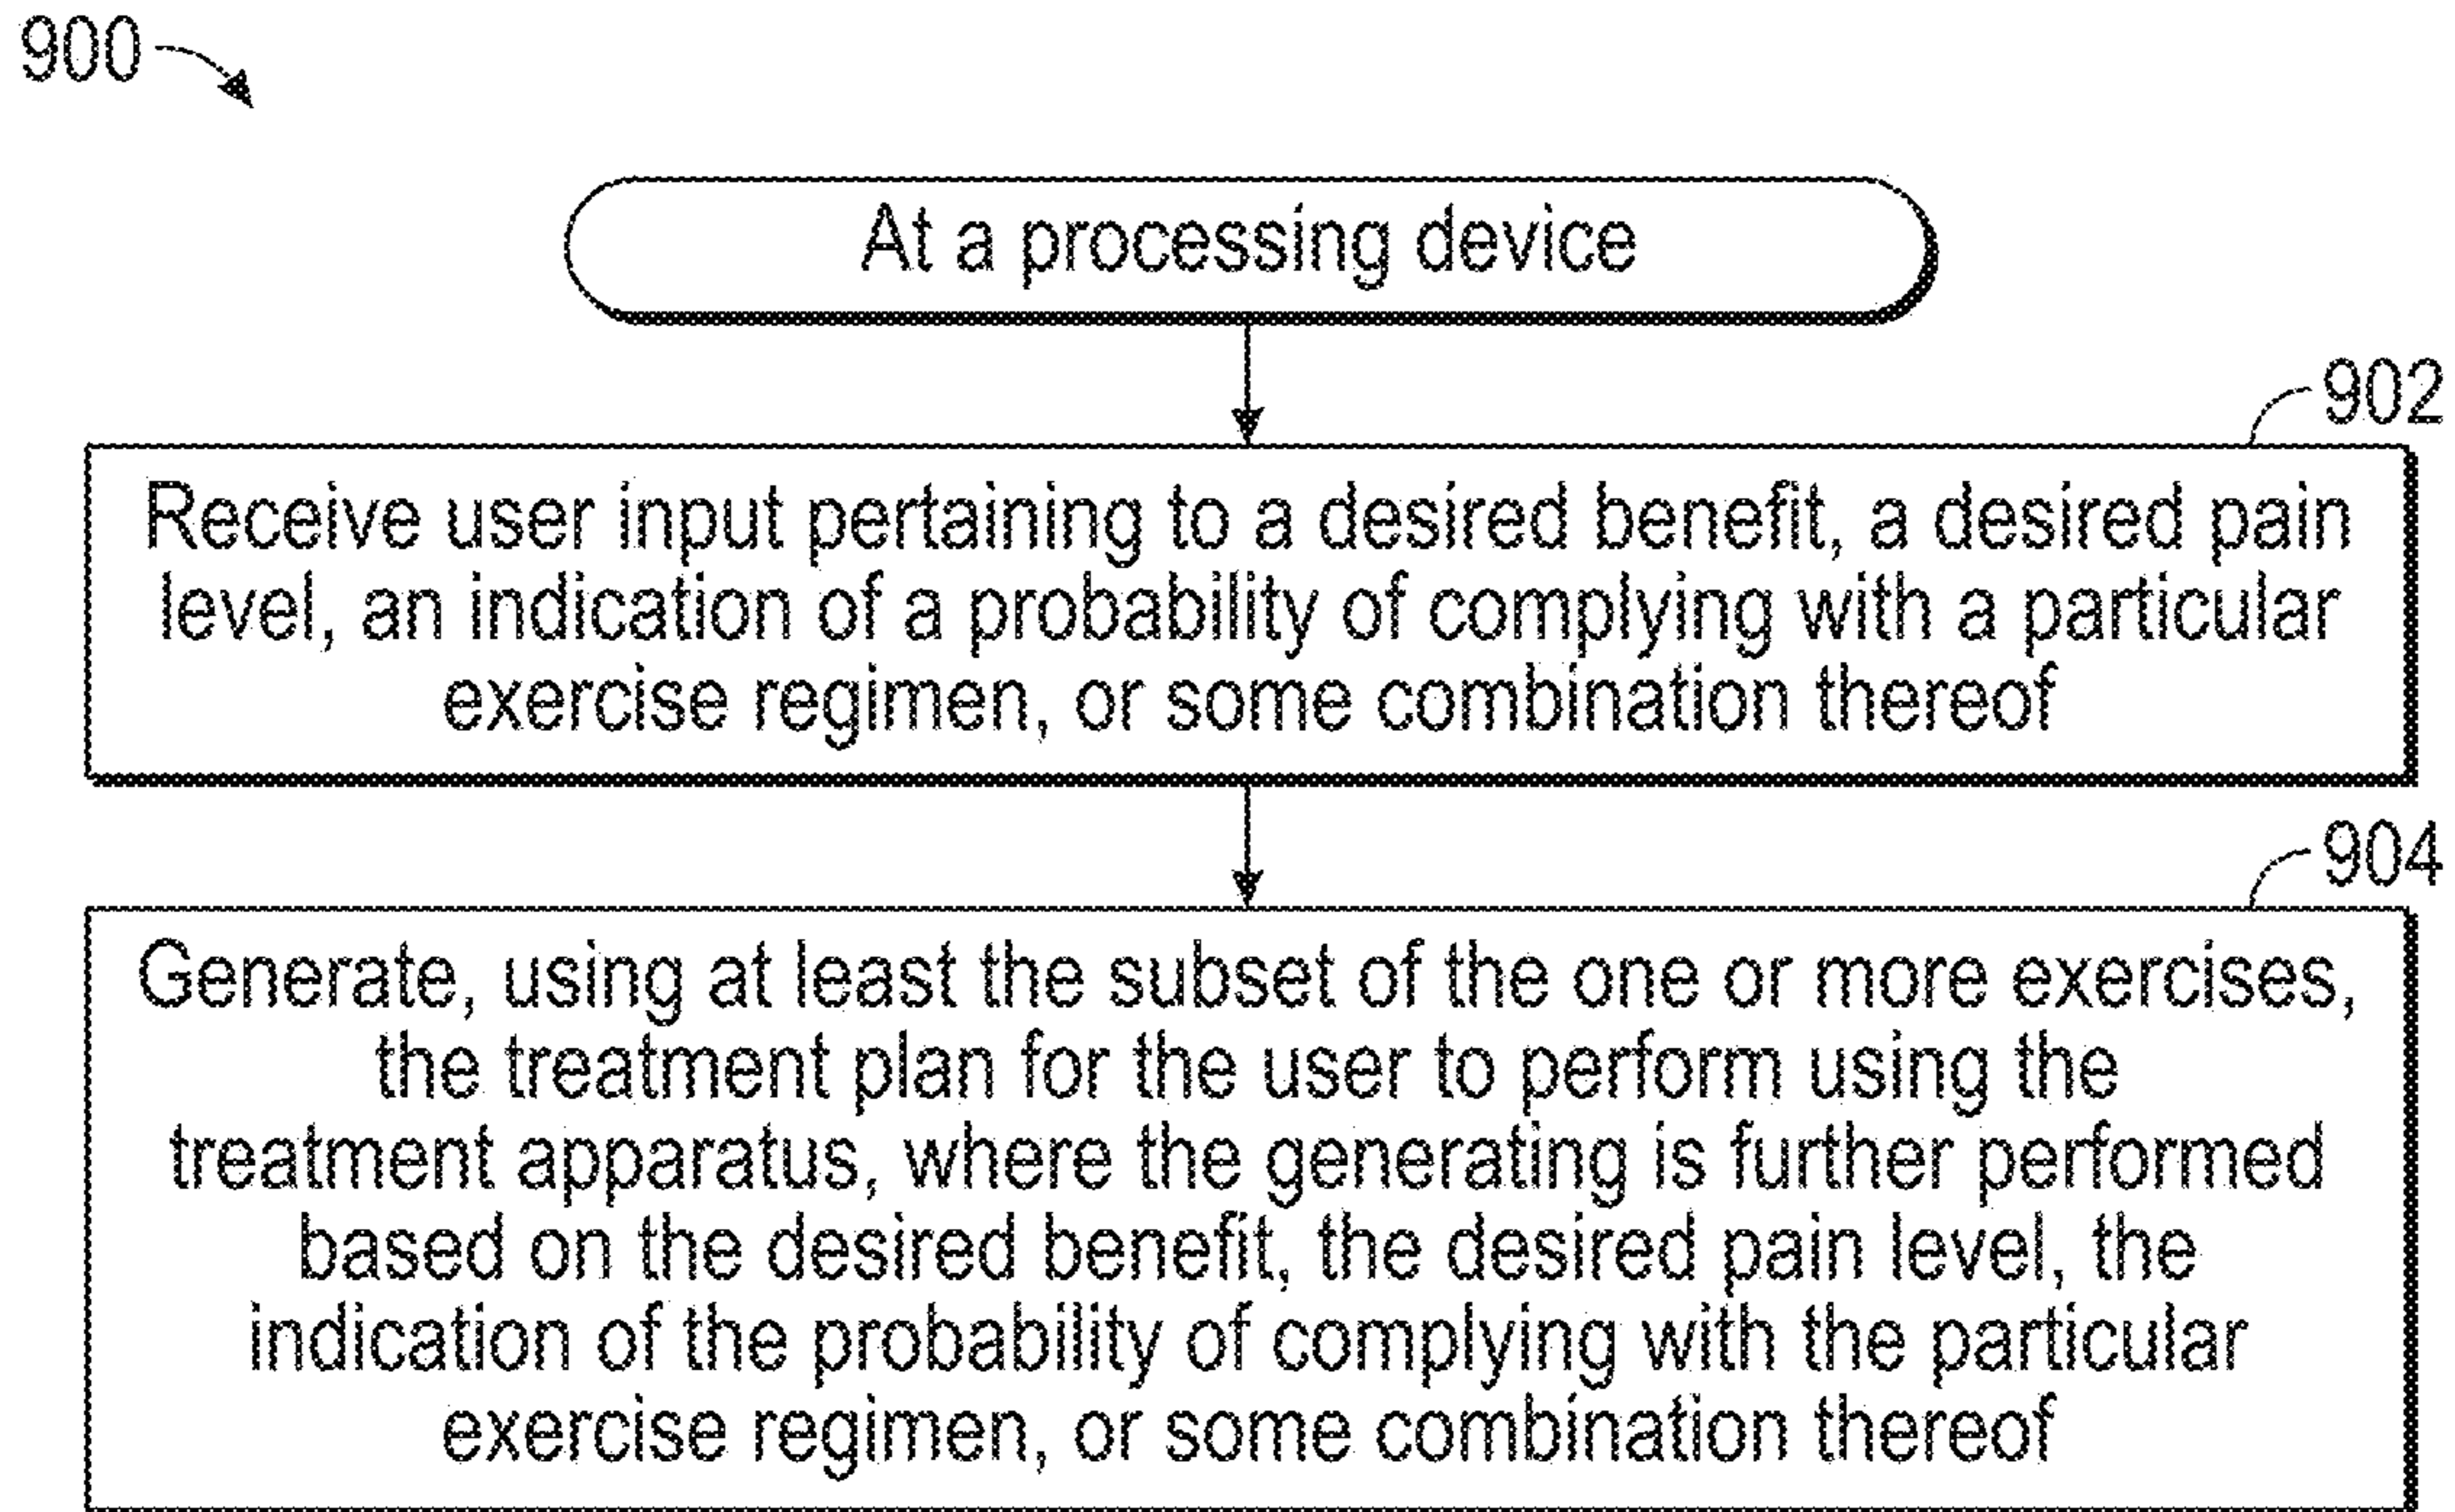 900
At a processing device
902
Receive user input pertaining to a desired benefit, a desired pain
level, an indication of a probability of complying with a particular
exercise regimen, or some combination thereof
904
Generate, using at least the subset of the one or more exercises,
the treatment plan for the user to perform using the
treatment apparatus, where the generating is further performed
based on the desired benefit, the desired pain level, the
indication of the probability of complying with the particular
exercise regimen, or some combination thereof